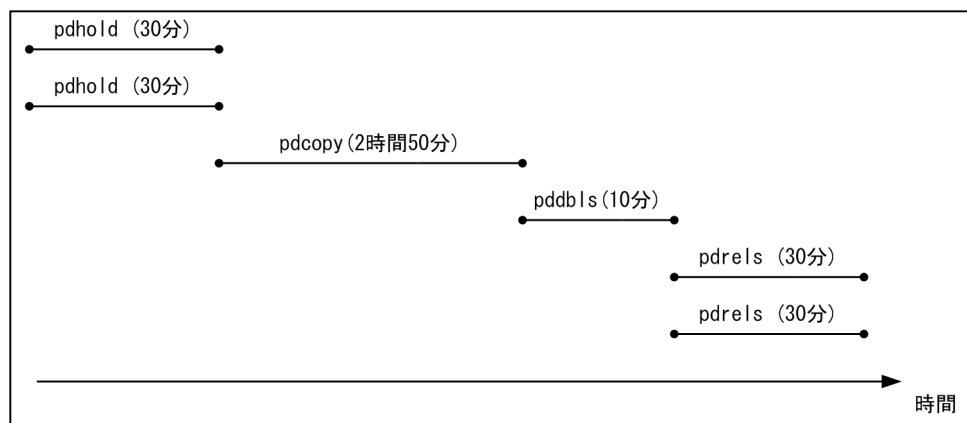 pdhold (30分)
pdhold (30分)
pdcopy(2時間50分)
pddbls(10分)
pdrels (30分)
pdrels (30分)
時間